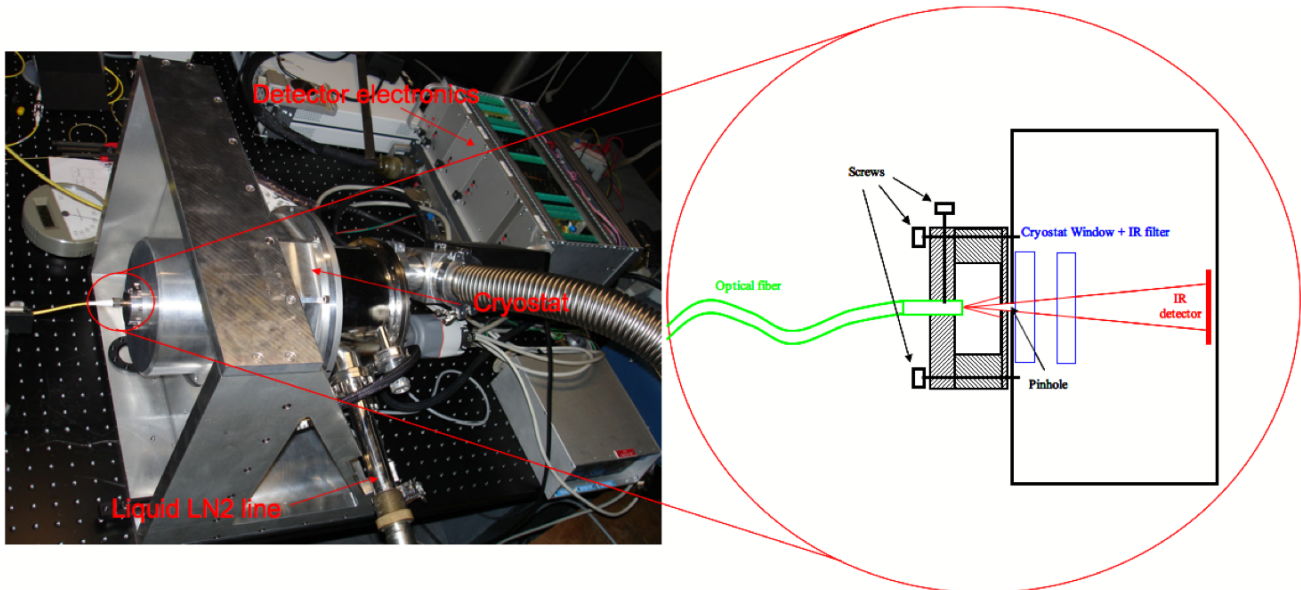 Detector electronics
Cryostat
Liquid LN2 line
Screws
Cryostat Window + IR filter
Optical fiber
IR
detector
Pinhole